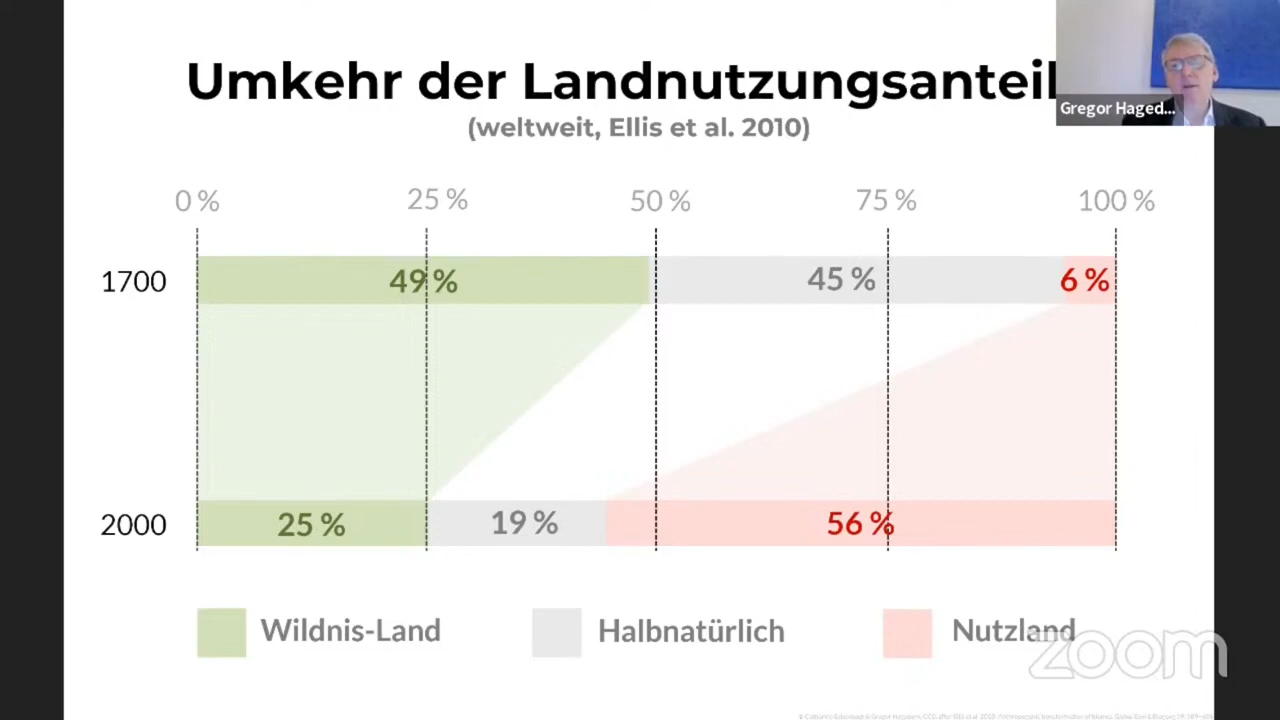 Umkehr der Landnutzungsanteil
Gregor Haged...
(weltweit, Ellis et al. 2010)
0 % 25 % 50 % 75 % 100 %
1700 49 % 45 % 6 %
2000 25 % 19 % 56 %
Wildnis-Land Halbnatürlich Nutzland
zoom